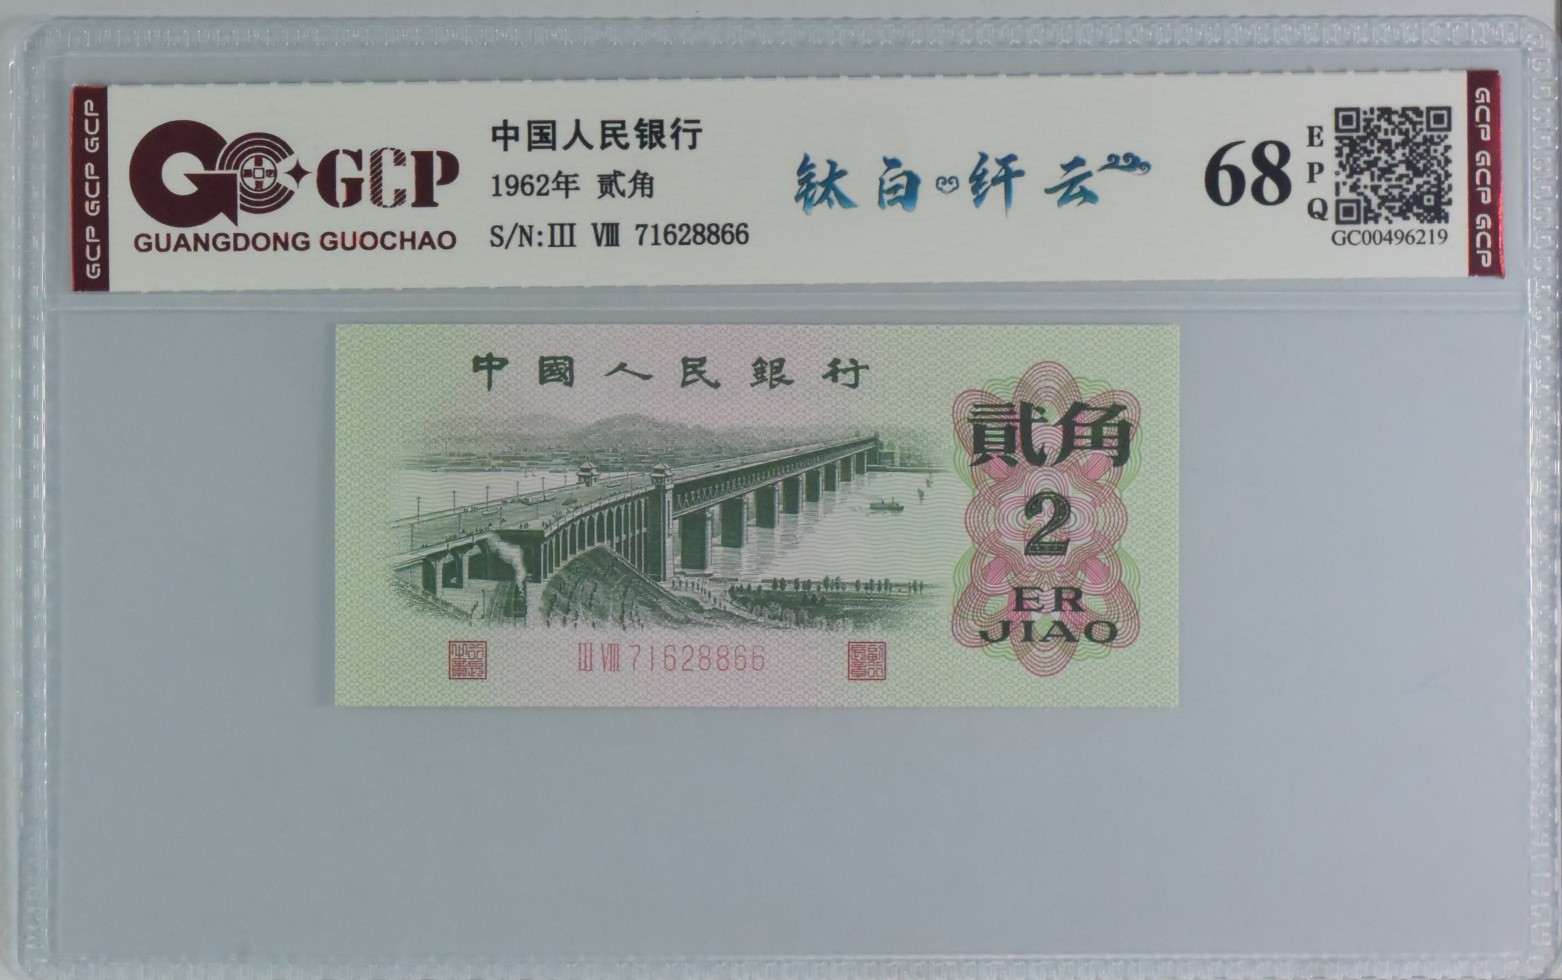 GCP GCP GCP
GCP
GUANGDONG GUOCHAO
中国人民银行
1962年 贰角
S/N:III VIII 71628866
钛白 纤云
68
EPQ
GC00496219
GCP GCP GCP
中國人民銀行
貳角
2
ER
JIAO
III VIII 71628866